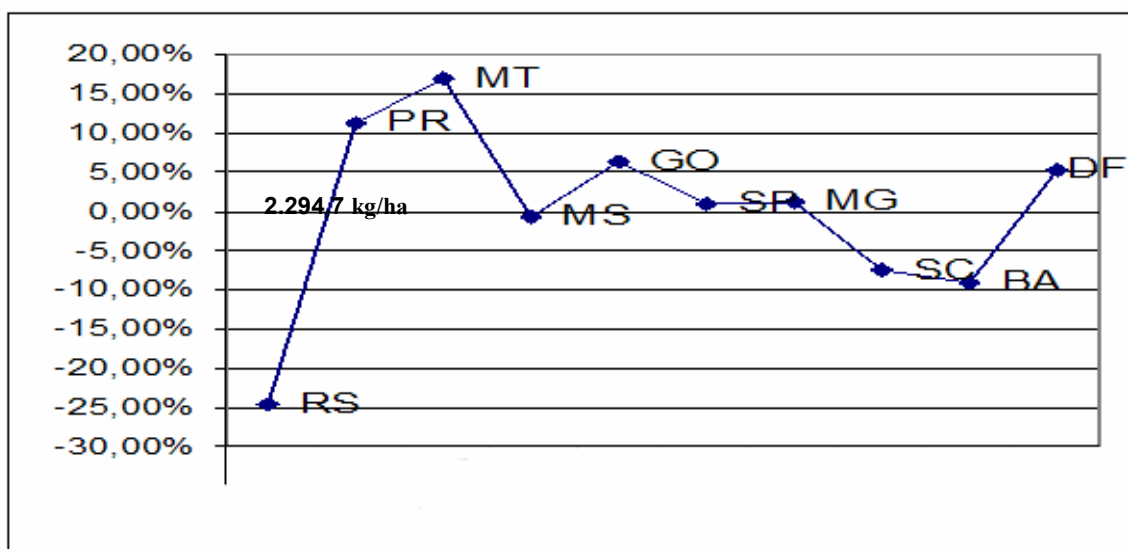 20,00%
15,00%
10,00%
5,00%
0,00%
-5,00%
-10,00%
-15,00%
-20,00%
-25,00%
-30,00%
MT
PR
GO
DF
2.294,7 kg/ha
MS
SP
MG
SC
BA
RS